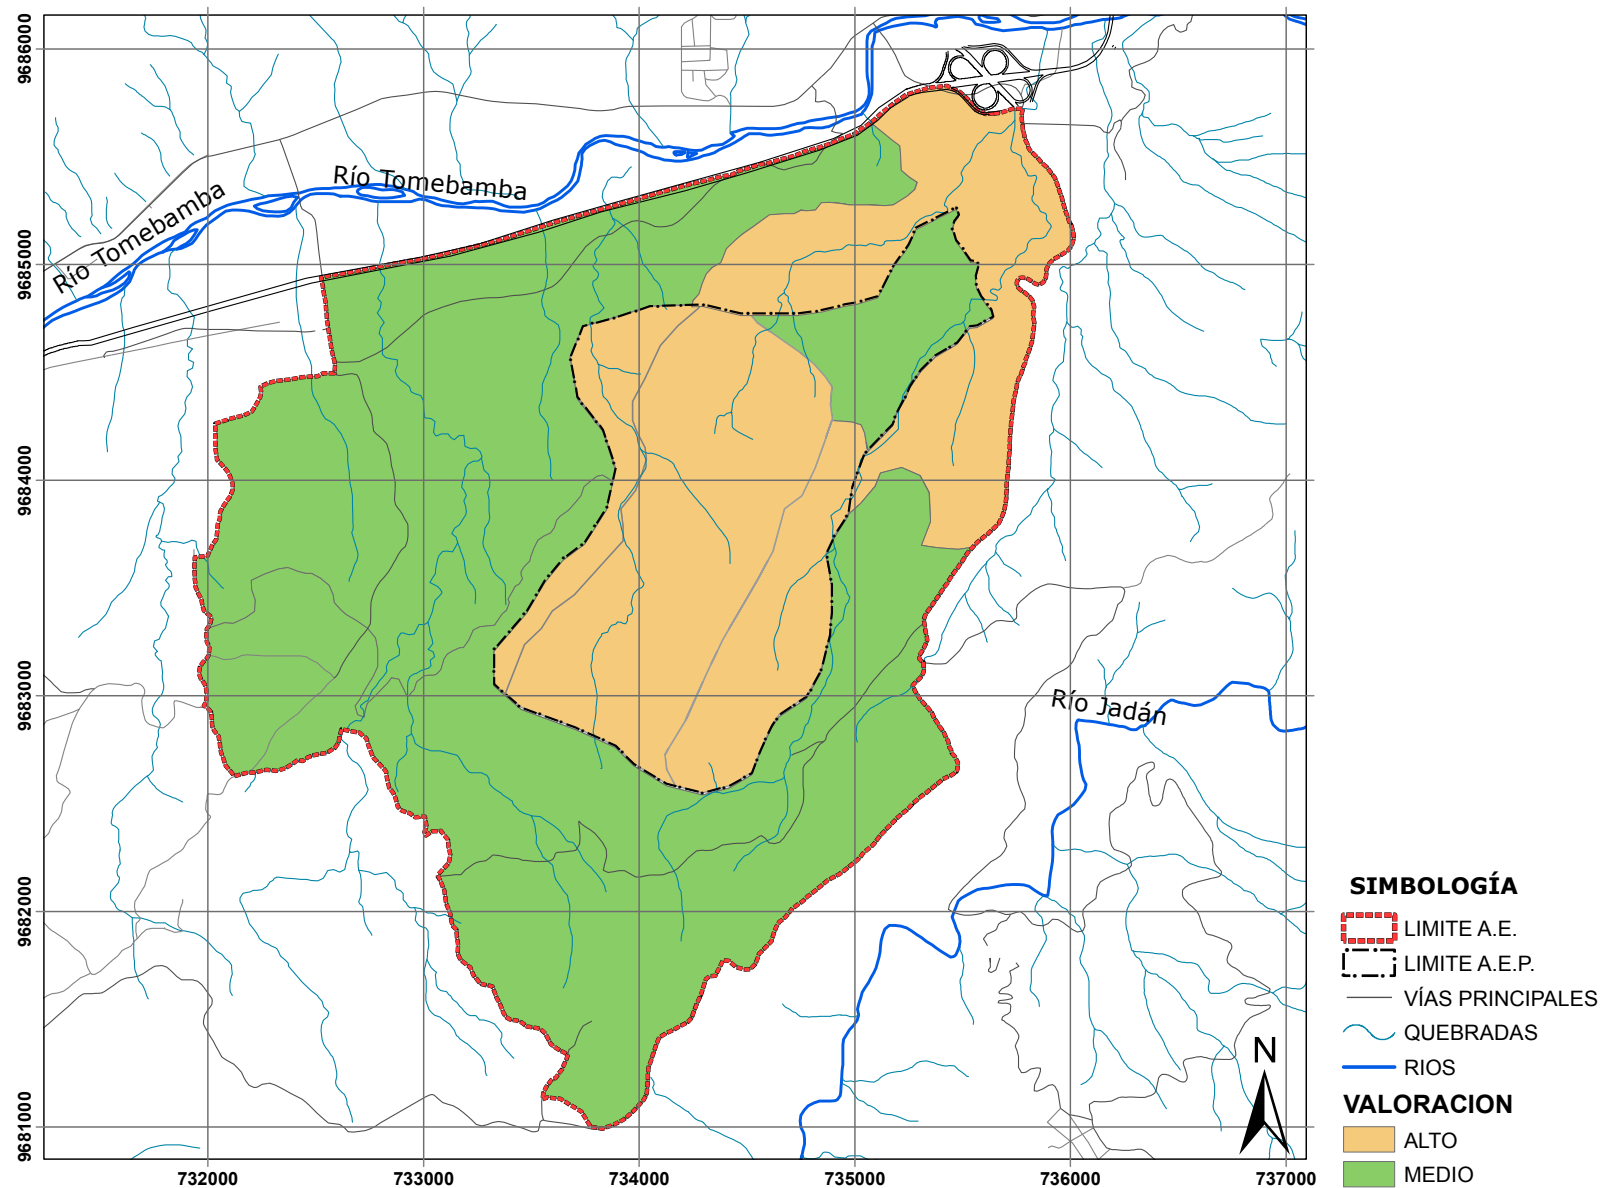 9686000
9685000
9684000
9683000
9682000
9681000
Río Tomebamba
Río Tomebamba
Río Jadán
N
732000
733000
734000
735000
736000
737000
SIMBOLOGÍA
LIMITE A.E.
LIMITE A.E.P.
VÍAS PRINCIPALES
QUEBRADAS
RIOS
VALORACION
ALTO
MEDIO